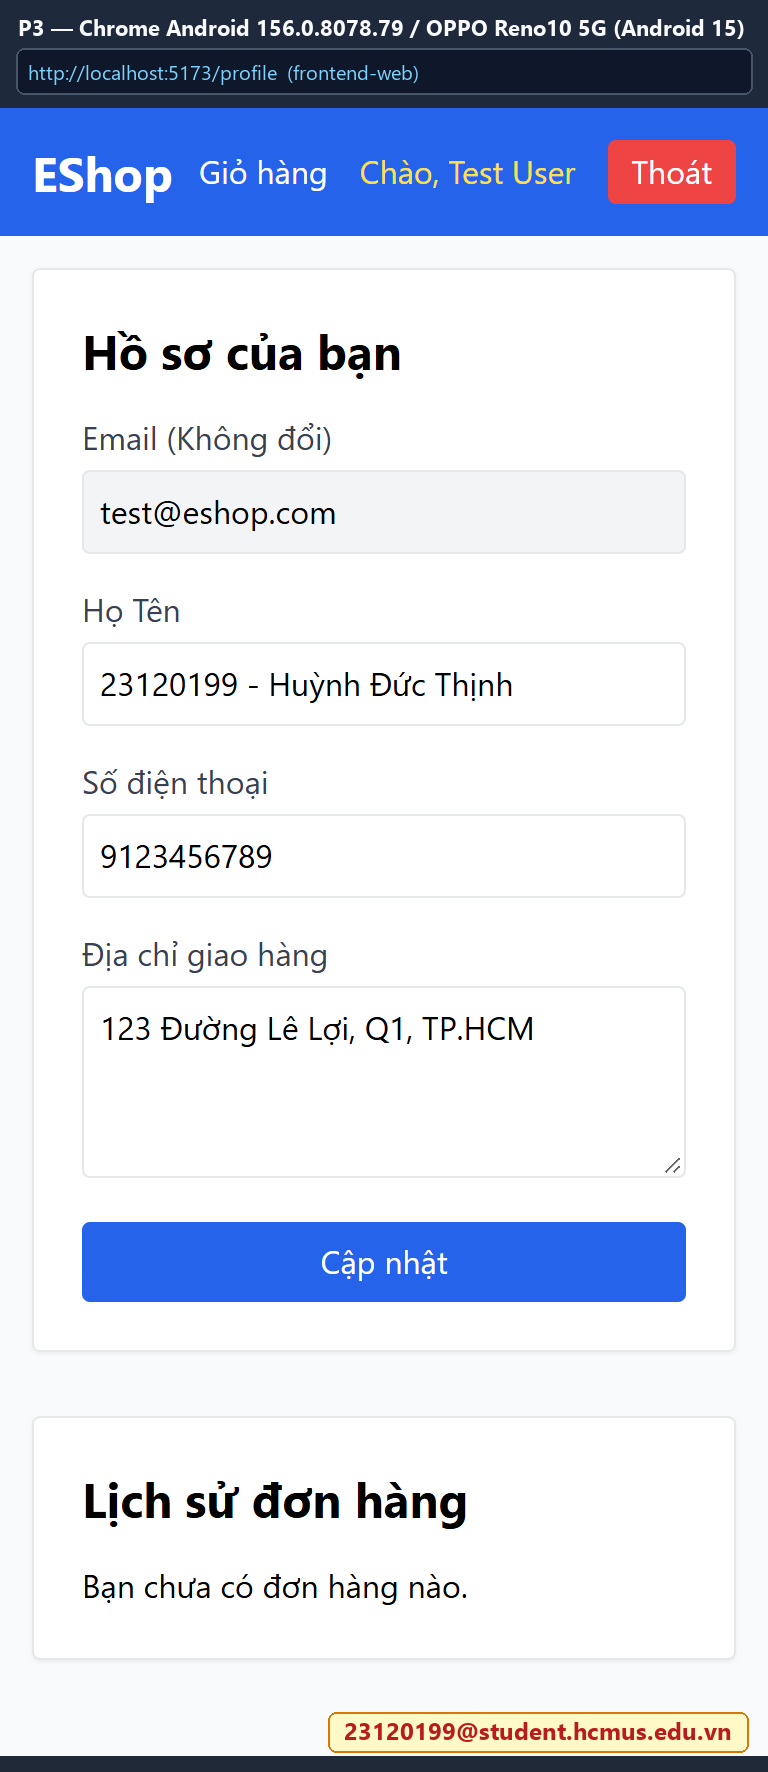 P3 — Chrome Android 156.0.8078.79 / OPPO Reno10 5G (Android 15)
http://localhost:5173/profile (frontend-web)
EShop Giỏ hàng Chào, Test User Thoát
Hồ sơ của bạn
Email (Không đổi)
test@eshop.com
Họ Tên
23120199 - Huỳnh Đức Thịnh
Số điện thoại
9123456789
Địa chỉ giao hàng
123 Đường Lê Lợi, Q1, TP.HCM
Cập nhật
Lịch sử đơn hàng
Bạn chưa có đơn hàng nào.
23120199@student.hcmus.edu.vn